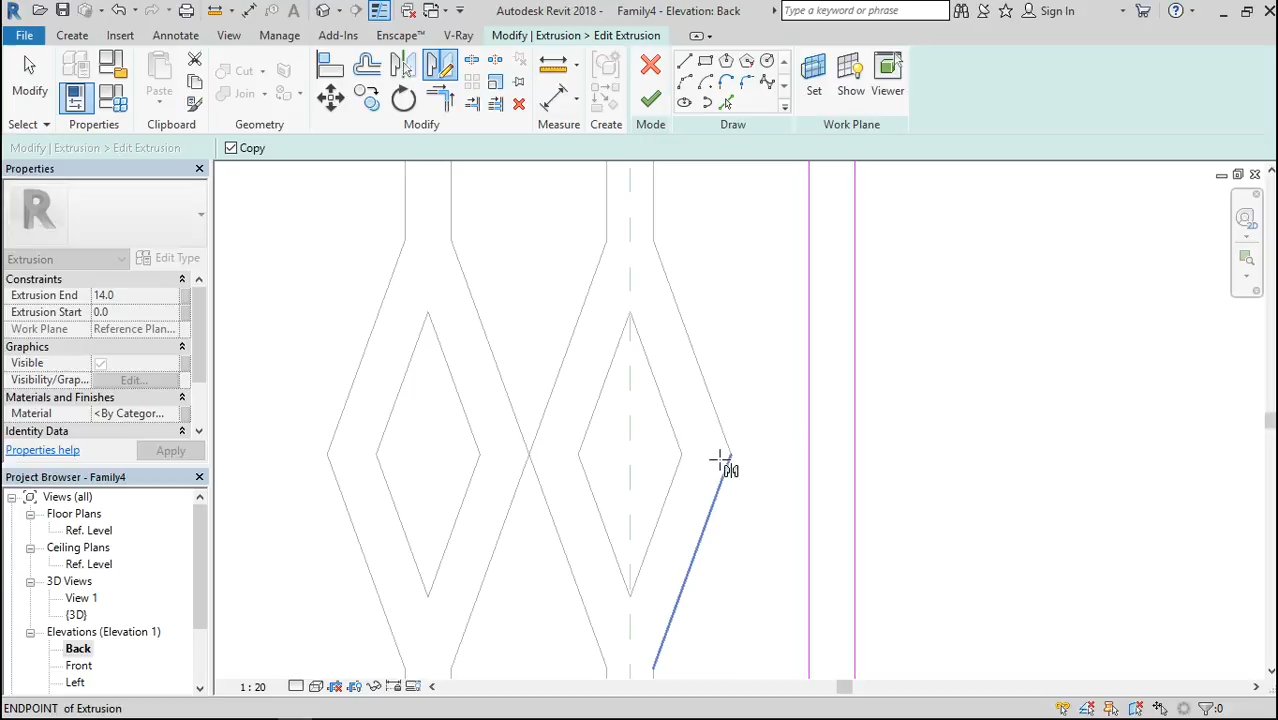 Autodesk Revit 2018 -     Family4 - Elevation: Back
Type a keyword or phrase
Sign In
File
Create
Insert
Annotate
View
Manage
Add-Ins
Enscape™
V-Ray
Modify | Extrusion > Edit Extrusion
Modify
Paste
Cut
Join
Set
Show
Viewer
Select
Properties
Clipboard
Geometry
Modify
Measure
Create
Mode
Draw
Work Plane
Modify | Extrusion > Edit Extrusion
Copy
Properties
R
Extrusion
Edit Type
Constraints
Extrusion End 14.0
Extrusion Start 0.0
Work Plane Reference Plan...
Graphics
Visible
Visibility/Grap... Edit...
Materials and Finishes
Material <By Categor...
Identity Data
Properties help
Apply
Project Browser - Family4
Views (all)
Floor Plans
Ref. Level
Ceiling Plans
Ref. Level
3D Views
View 1
{3D}
Elevations (Elevation 1)
Back
Front
Left
2D
1 : 20
ENDPOINT of Extrusion
:0